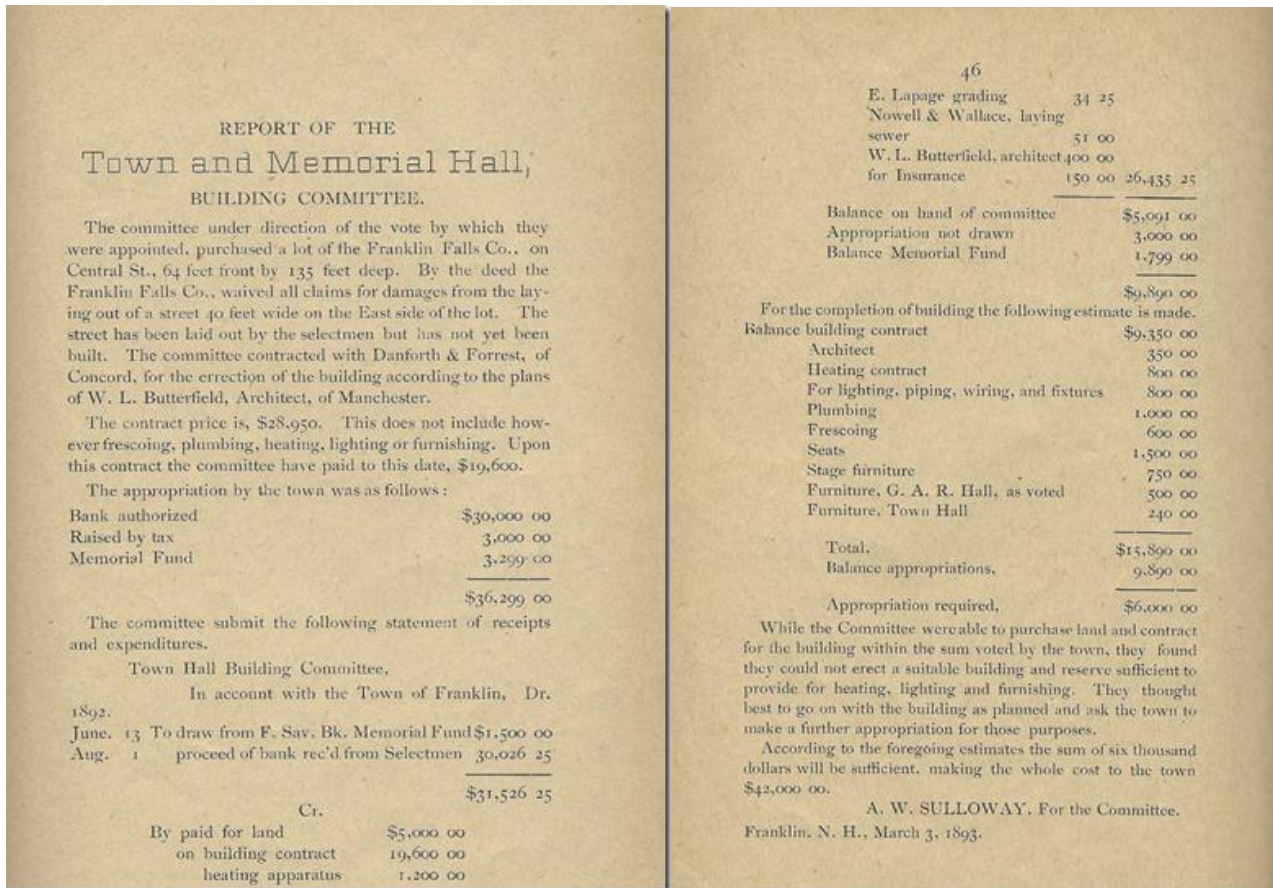 REPORT OF THE
Town and Memorial Hall,
BUILDING COMMITTEE.
The committee under direction of the vote by which they
were appointed, purchased a lot of the Franklin Falls Co., on
Central St., 64 feet front by 135 feet deep. By the deed the
Franklin Falls Co., waived all claims for damages from the lay-
ing out of a street 40 feet wide on the East side of the lot. The
street has been laid out by the selectmen but has not yet been
built. The committee contracted with Danforth & Forrest, of
Concord, for the errection of the building according to the plans
of W. L. Butterfield, Architect, of Manchester.
The contract price is, $28,950. This does not include how-
ever frescoing, plumbing, heating, lighting or furnishing. Upon
this contract the committee have paid to this date, $19,600.
The appropriation by the town was as follows:
Bank authorized $30,000 00
Raised by tax 3,000 00
Memorial Fund 3,299 00
$36,299 00
The committee submit the following statement of receipts
and expenditures.
Town Hall Building Committee,
In account with the Town of Franklin, Dr.
1892.
June. 13 To draw from F. Sav. Bk. Memorial Fund $1,500 00
Aug. 1 proceed of bank rec'd from Selectmen 30,026 25
$31,526 25
Cr.
By paid for land $5,000 00
on building contract 19,600 00
heating apparatus 1,200 00
46
E. Lapage grading 34 25
Nowell & Wallace, laying
sewer 51 00
W. L. Butterfield, architect 400 00
for Insurance 150 00 26,435 25
Balance on hand of committee $5,091 00
Appropriation not drawn 3,000 00
Balance Memorial Fund 1,799 00
$9,890 00
For the completion of building the following estimate is made.
Balance building contract $9,350 00
Architect 350 00
Heating contract 800 00
For lighting, piping, wiring, and fixtures 800 00
Plumbing 1,000 00
Frescoing 600 00
Seats 1,500 00
Stage furniture 750 00
Furniture, G. A. R. Hall, as voted 500 00
Furniture, Town Hall 240 00
Total, $15,890 00
Balance appropriations, 9,890 00
Appropriation required, $6,000 00
While the Committee were able to purchase land and contract
for the building within the sum voted by the town, they found
they could not erect a suitable building and reserve sufficient to
provide for heating, lighting and furnishing. They thought
best to go on with the building as planned and ask the town to
make a further appropriation for those purposes.
According to the foregoing estimates the sum of six thousand
dollars will be sufficient, making the whole cost to the town
$42,000 00.
A. W. SULLOWAY, For the Committee.
Franklin, N. H., March 3, 1893.